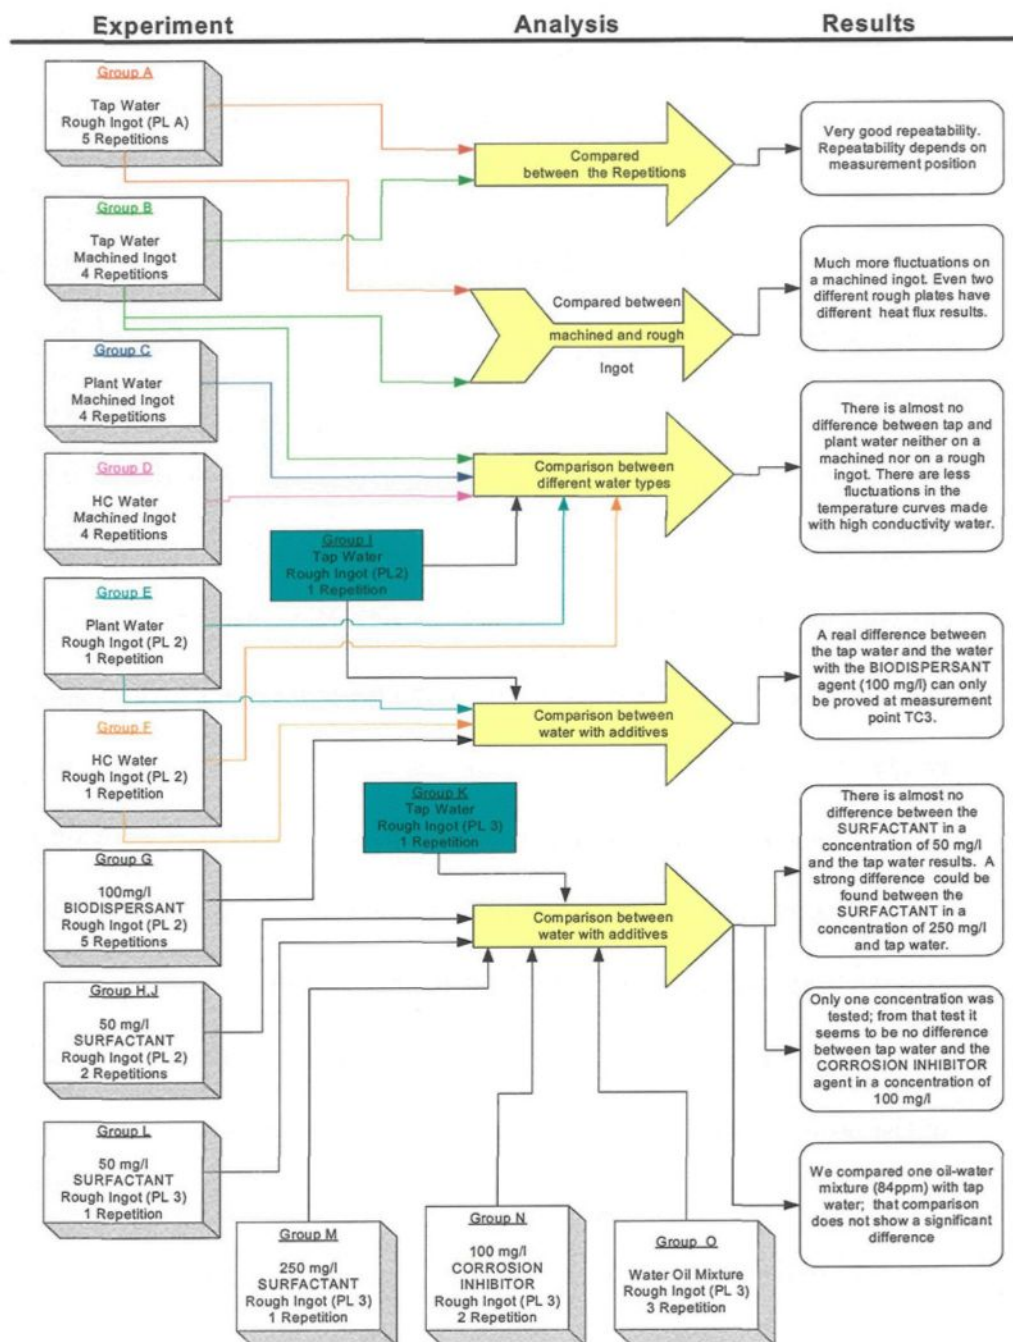 Experiment
Analysis
Results
Group A
Tap Water
Rough Ingot (PL A)
5 Repetitions
Compared
between the Repetitions
Very good repeatability.
Repeatability depends on
measurement position
Group B
Tap Water
Machined Ingot
4 Repetitions
Compared between
machined and rough
Ingot
Much more fluctuations on
a machined ingot. Even two
different rough plates have
different heat flux results.
Group C
Plant Water
Machined Ingot
4 Repetitions
Group D
HC Water
Machined Ingot
4 Repetitions
Comparison between
different water types
There is almost no
difference between tap and
plant water neither on a
machined nor on a rough
ingot. There are less
fluctuations in the
temperature curves made
with high conductivity water.
Group I
Tap Water
Rough Ingot (PL2)
1 Repetition
Group E
Plant Water
Rough Ingot (PL 2)
1 Repetition
Group F
HC Water
Rough Ingot (PL 2)
1 Repetition
Comparison between
water with additives
A real difference between
the tap water and the water
with the BIODISPERSANT
agent (100 mg/l) can only
be proved at measurement
point TC3.
Group K
Tap Water
Rough Ingot (PL 3)
1 Repetition
Group G
100mg/l
BIODISPERSANT
Rough Ingot (PL 2)
5 Repetitions
Comparison between
water with additives
There is almost no
difference between the
SURFACTANT in a
concentration of 50 mg/l
and the tap water results. A
strong difference could be
found between the
SURFACTANT in a
concentration of 250 mg/l
and tap water.
Group H,J
50 mg/l
SURFACTANT
Rough Ingot (PL 2)
2 Repetitions
Only one concentration was
tested; from that test it
seems to be no difference
between tap water and the
CORROSION INHIBITOR
agent in a concentration of
100 mg/l
Group L
50 mg/l
SURFACTANT
Rough Ingot (PL 3)
1 Repetition
We compared one oil-water
mixture (84ppm) with tap
water; that comparison
does not show a significant
difference
Group M
250 mg/l
SURFACTANT
Rough Ingot (PL 3)
1 Repetition
Group N
100 mg/l
CORROSION
INHIBITOR
Rough Ingot (PL 3)
2 Repetition
Group O
Water Oil Mixture
Rough Ingot (PL 3)
3 Repetition